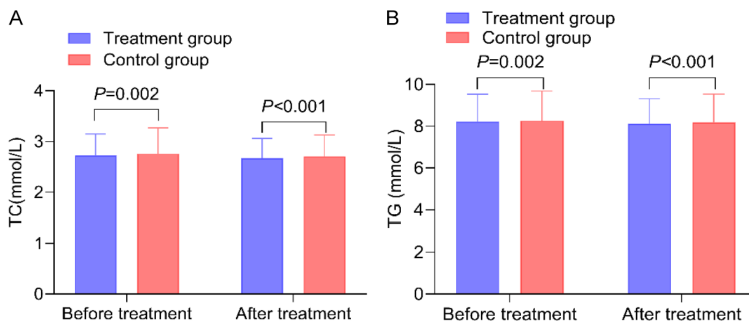 A
Treatment group
Control group
P=0.002
P<0.001
TC(mmol/L)
4
3
2
1
0
Before treatment
After treatment
B
Treatment group
Control group
P=0.002
P<0.001
TG (mmol/L)
10
8
6
4
2
0
Before treatment
After treatment